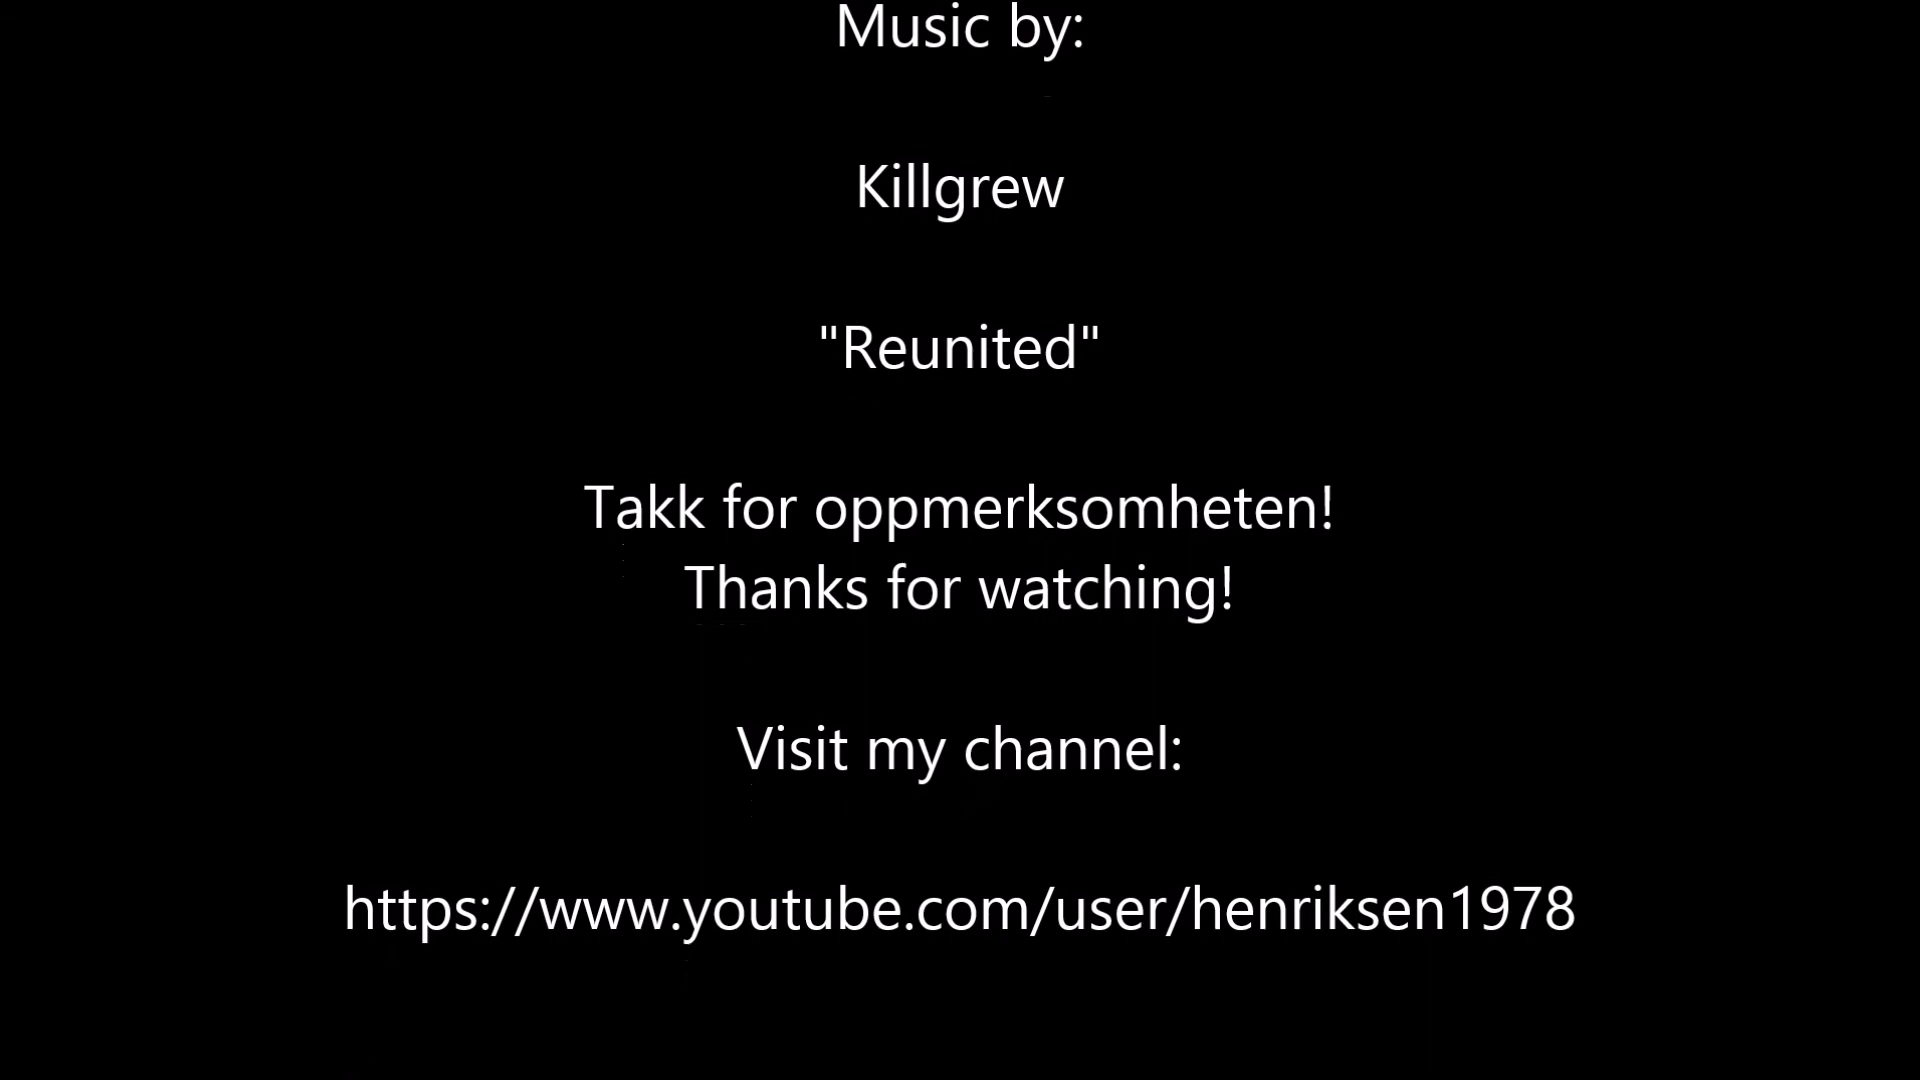 Music by:
Killgrew
"Reunited"
Takk for oppmerksomheten!
Thanks for watching!
Visit my channel:
https://www.youtube.com/user/henriksen1978